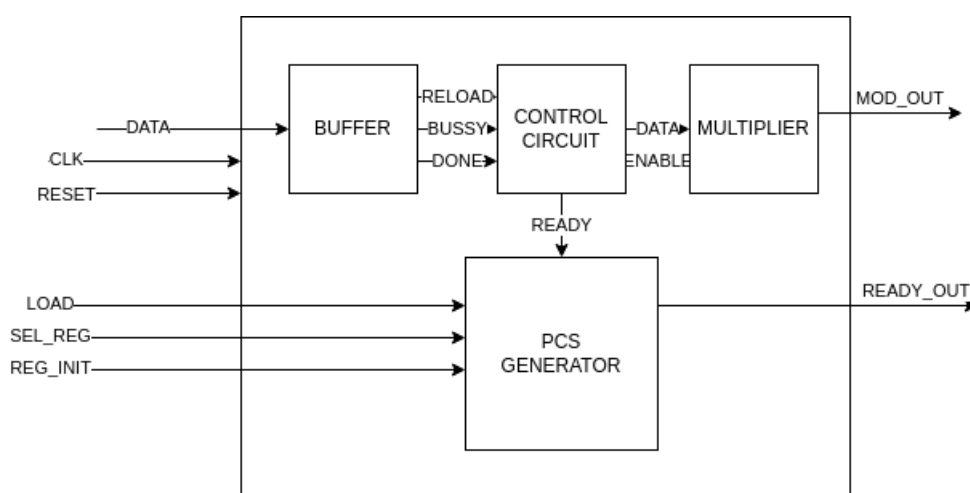 MOD_OUT
RELOAD
DATA
BUFFER
BUSSY
CONTROL
CIRCUIT
DATA
MULTIPLIER
CLK
DONE
ENABLE
RESET
READY
LOAD
READY_OUT
SEL_REG
PCS
GENERATOR
REG_INIT